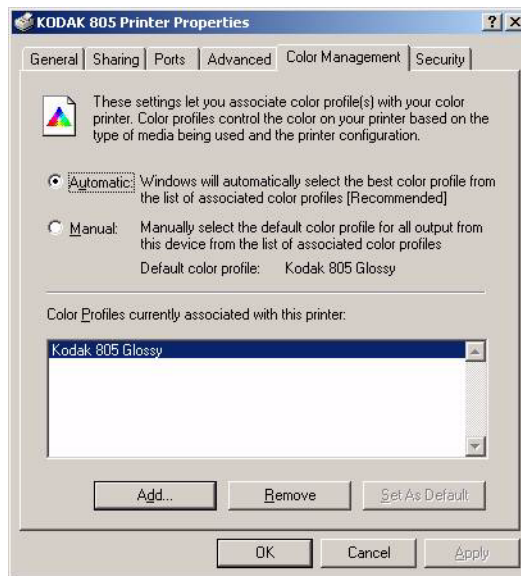 KODAK 805 Printer Properties
General Sharing Ports Advanced Color Management Security
These settings let you associate color profile(s) with your color
printer. Color profiles control the color on your printer based on the
type of media being used and the printer configuration.
Automatic: Windows will automatically select the best color profile from
the list of associated color profiles [Recommended]
Manual: Manually select the default color profile for all output from
this device from the list of associated color profiles
Default color profile: Kodak 805 Glossy
Color Profiles currently associated with this printer:
Kodak 805 Glossy
Add... Remove Set As Default
OK Cancel Apply